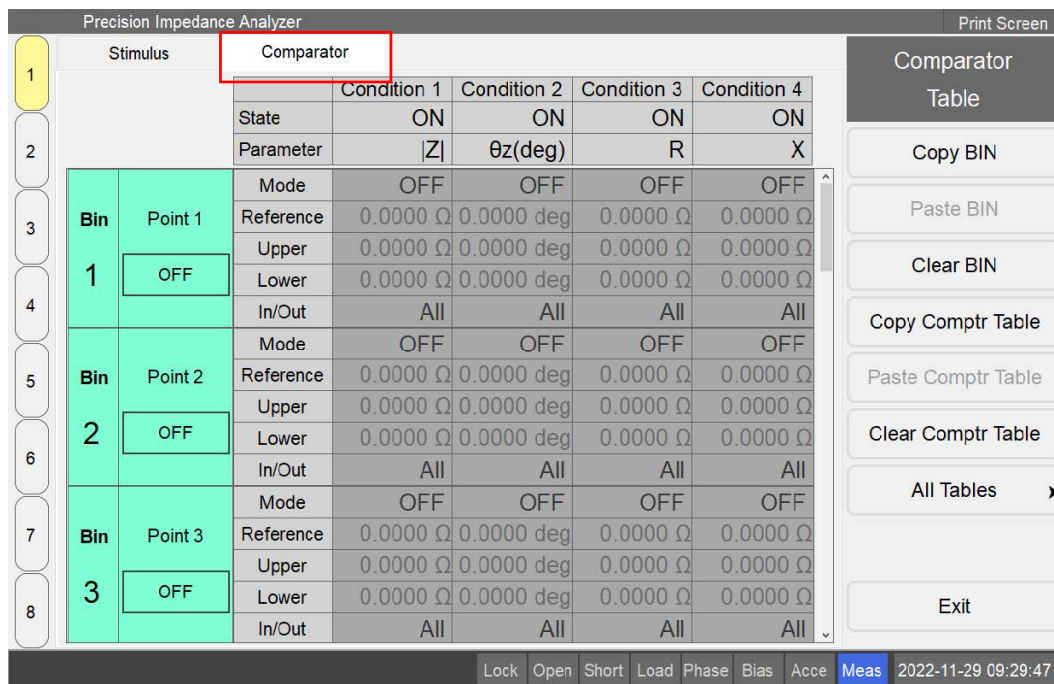 Precision Impedance Analyzer Print Screen
Stimulus Comparator
Comparator Table
1
2
3
4
5
6
7
8
Condition 1 Condition 2 Condition 3 Condition 4
State ON ON ON ON
Parameter |Z| θz(deg) R X
Bin 1 Point 1 OFF
Mode OFF OFF OFF OFF
Reference 0.0000 Ω 0.0000 deg 0.0000 Ω 0.0000 Ω
Upper 0.0000 Ω 0.0000 deg 0.0000 Ω 0.0000 Ω
Lower 0.0000 Ω 0.0000 deg 0.0000 Ω 0.0000 Ω
In/Out All All All All
Bin 2 Point 2 OFF
Mode OFF OFF OFF OFF
Reference 0.0000 Ω 0.0000 deg 0.0000 Ω 0.0000 Ω
Upper 0.0000 Ω 0.0000 deg 0.0000 Ω 0.0000 Ω
Lower 0.0000 Ω 0.0000 deg 0.0000 Ω 0.0000 Ω
In/Out All All All All
Bin 3 Point 3 OFF
Mode OFF OFF OFF OFF
Reference 0.0000 Ω 0.0000 deg 0.0000 Ω 0.0000 Ω
Upper 0.0000 Ω 0.0000 deg 0.0000 Ω 0.0000 Ω
Lower 0.0000 Ω 0.0000 deg 0.0000 Ω 0.0000 Ω
In/Out All All All All
Copy BIN
Paste BIN
Clear BIN
Copy Comptr Table
Paste Comptr Table
Clear Comptr Table
All Tables
Exit
Lock Open Short Load Phase Bias Acce Meas 2022-11-29 09:29:47